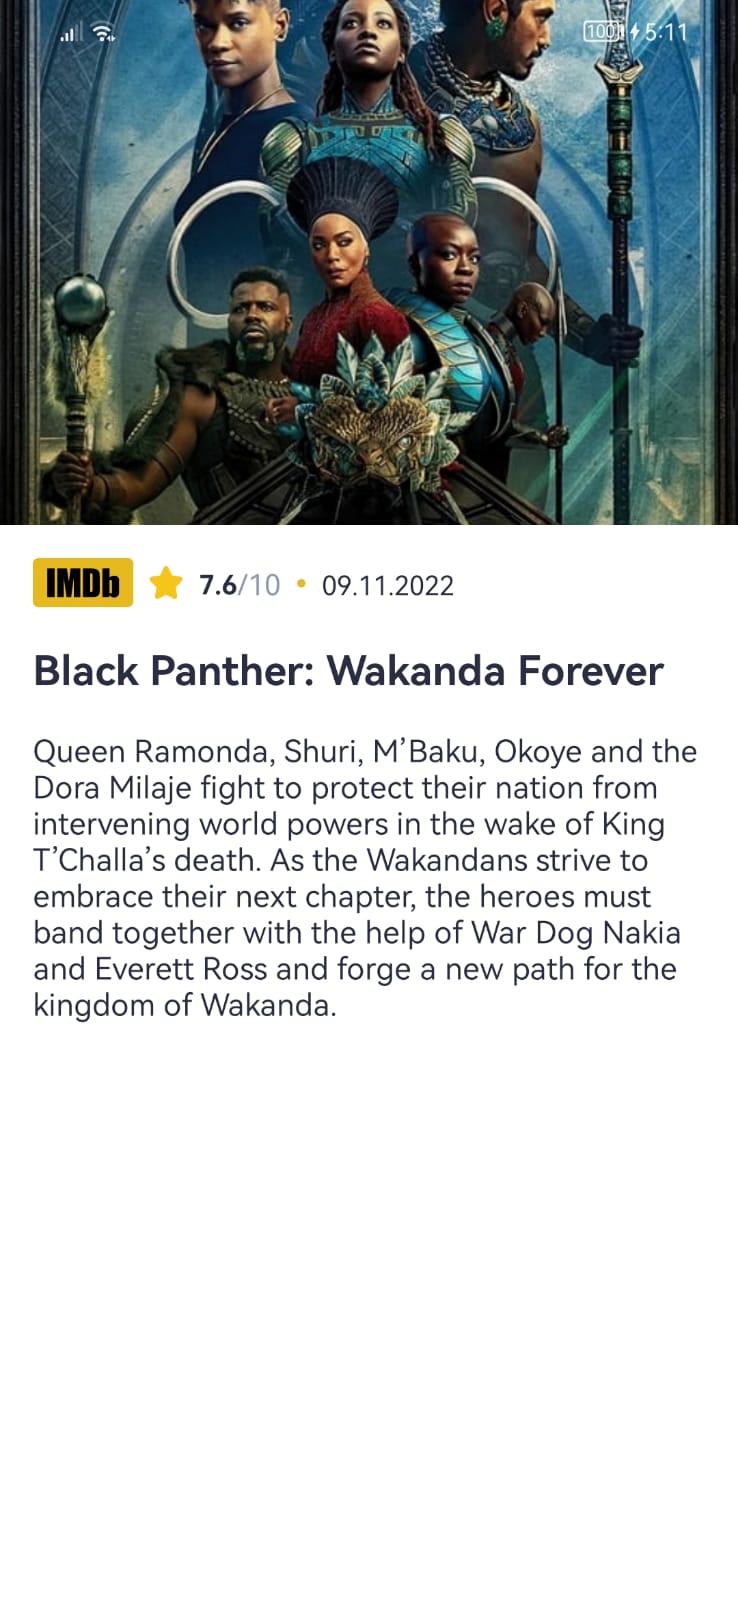 100 5:11
IMDb 7.6/10 • 09.11.2022
Black Panther: Wakanda Forever
Queen Ramonda, Shuri, M’Baku, Okoye and the
Dora Milaje fight to protect their nation from
intervening world powers in the wake of King
T’Challa’s death. As the Wakandans strive to
embrace their next chapter, the heroes must
band together with the help of War Dog Nakia
and Everett Ross and forge a new path for the
kingdom of Wakanda.